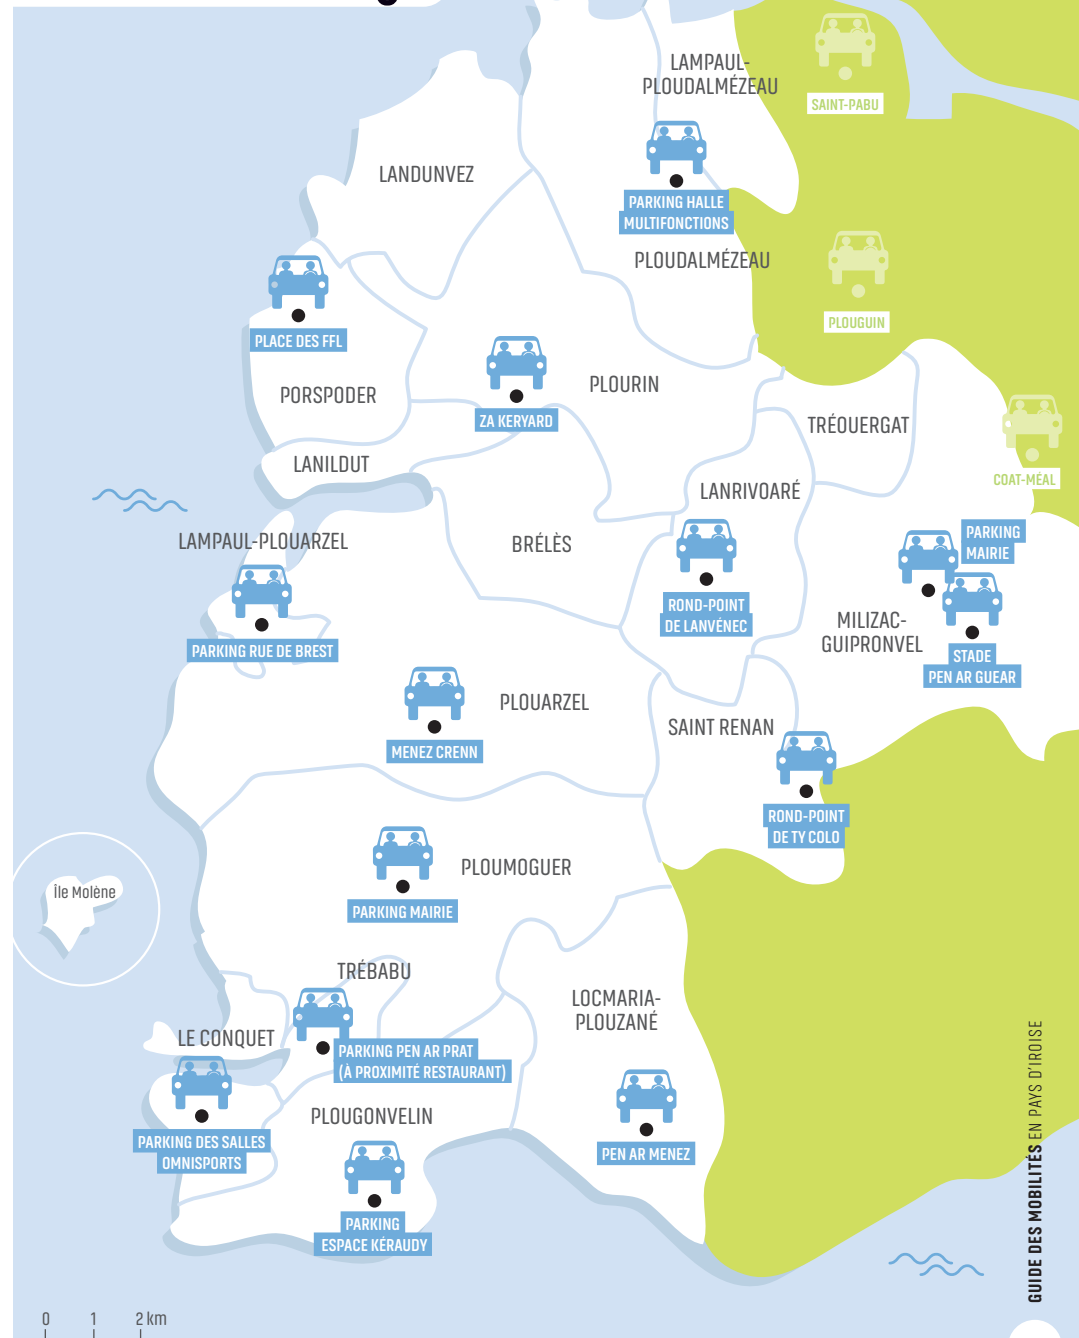 LAMPAUL-
PLOUDALMÉZEAU
SAINT-PABU
LANDUNVEZ
PARKING HALLE
MULTIFONCTIONS
PLOUDALMÉZEAU
PLOUGUIN
PLACE DES FFL
PORSPODER
ZA KERYARD
PLOURIN
TRÉOUERGAT
LANILDUT
COAT-MÉAL
LANRIVOARÉ
LAMPAUL-PLOUARZEL
BRÉLÈS
PARKING
MAIRIE
ROND-POINT
DE LANVÉNEC
MILIZAC-
GUIPRONVEL
PARKING RUE DE BREST
STADE
PEN AR GUEAR
PLOUARZEL
SAINT RENAN
MENEZ CRENN
ROND-POINT
DE TY COLO
PLOUMOGUER
Île Molène
PARKING MAIRIE
TRÉBABU
LOCMARIA-
PLOUZANÉ
LE CONQUET
PARKING PEN AR PRAT
(À PROXIMITÉ RESTAURANT)
PLOUGONVELIN
PARKING DES SALLES
OMNISPORTS
PEN AR MENEZ
PARKING
ESPACE KÉRAUDY
GUIDE DES MOBILITÉS EN PAYS D'IROISE
0 1 2 km